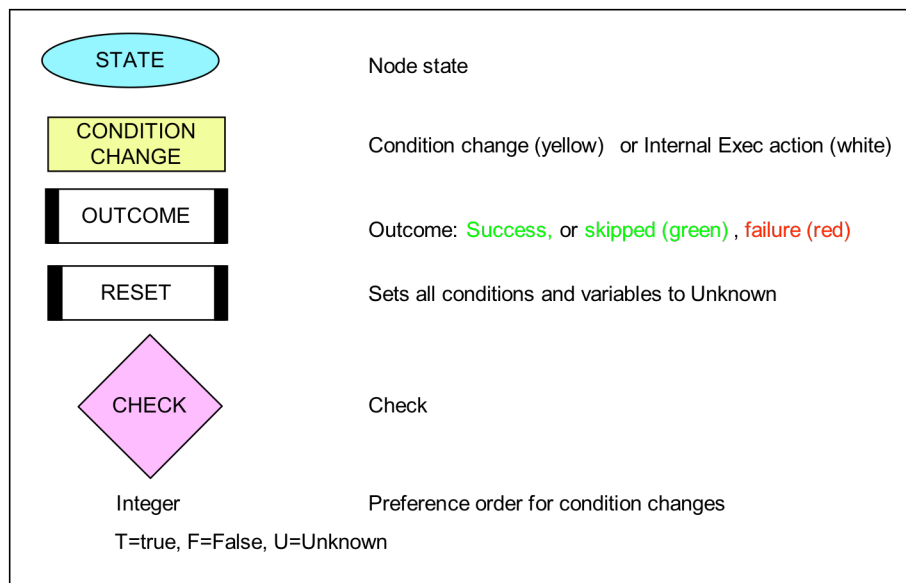 STATE
Node state
CONDITION
CHANGE
Condition change (yellow) or Internal Exec action (white)
OUTCOME
Outcome: Success, or skipped (green) , failure (red)
RESET
Sets all conditions and variables to Unknown
CHECK
Check
Integer
Preference order for condition changes
T=true, F=False, U=Unknown